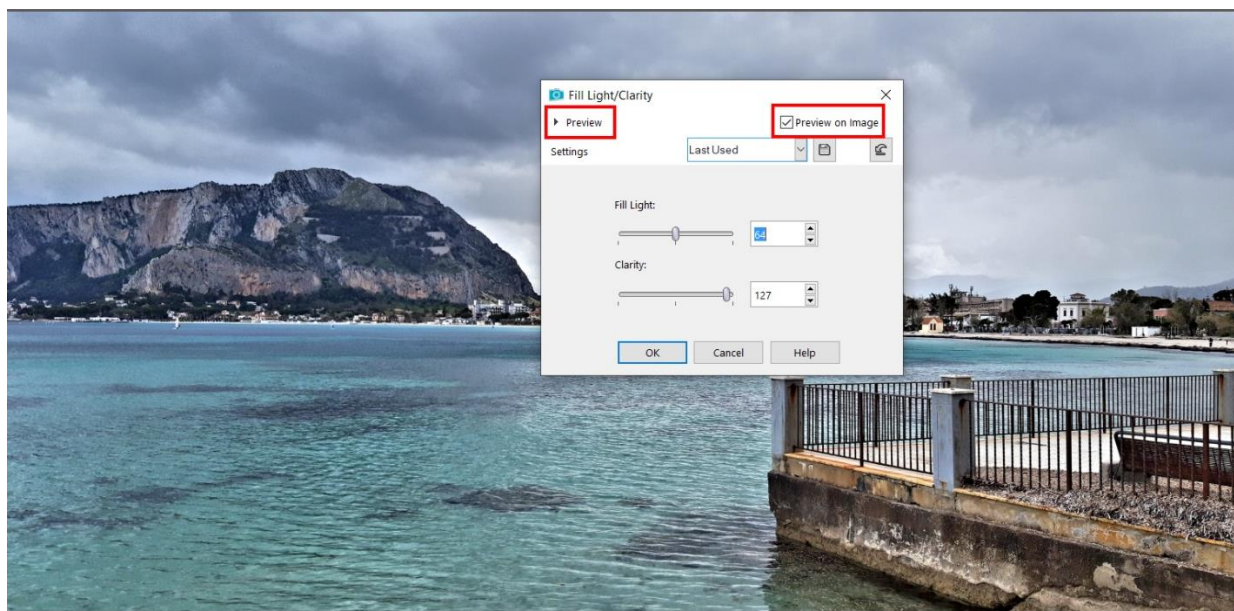 Fill Light/Clarity
Preview
Preview on Image
Settings
Last Used
Fill Light:
64
Clarity:
127
OK
Cancel
Help